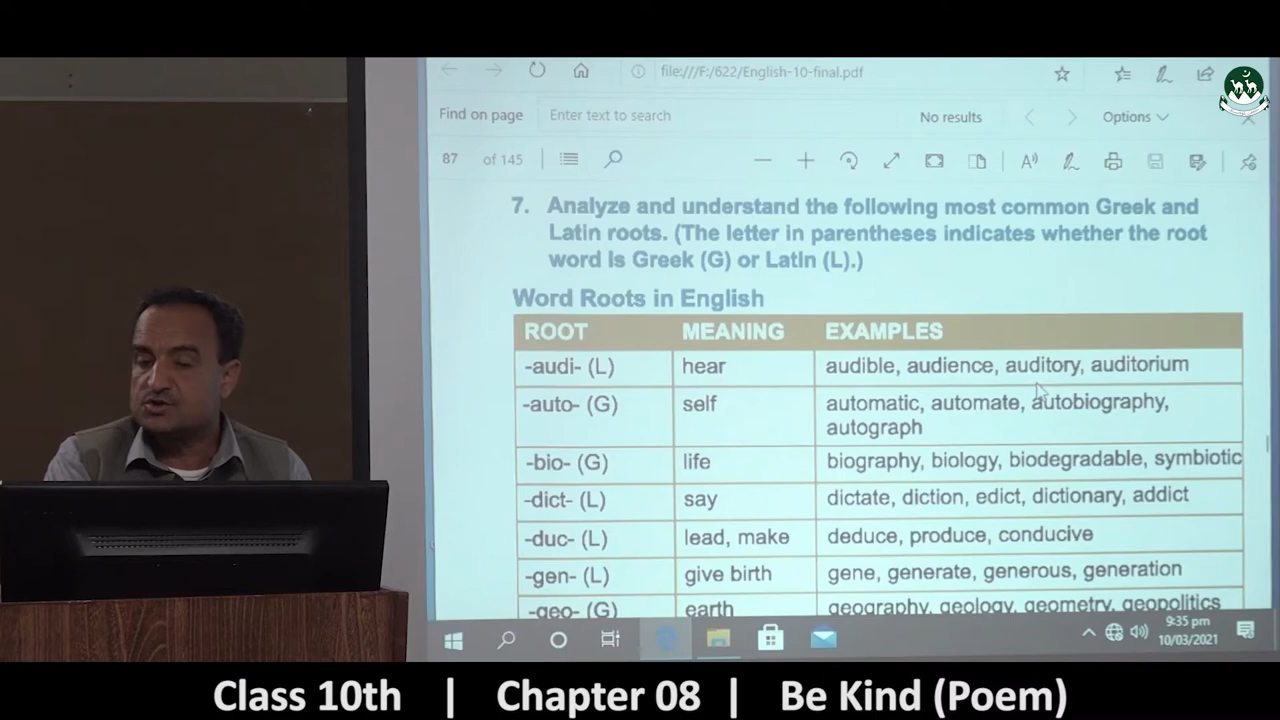 file:///F:/622/English-10-final.pdf
Find on page Enter text to search No results Options
87 of 145
7. Analyze and understand the following most common Greek and
Latin roots. (The letter in parentheses indicates whether the root
word is Greek (G) or Latin (L).)
Word Roots in English
ROOT MEANING EXAMPLES
-audi- (L) hear audible, audience, auditory, auditorium
-auto- (G) self automatic, automate, autobiography,
autograph
-bio- (G) life biography, biology, biodegradable, symbiotic
-dict- (L) say dictate, diction, edict, dictionary, addict
-duc- (L) lead, make deduce, produce, conducive
-gen- (L) give birth gene, generate, generous, generation
-geo- (G) earth geography, geology, geometry, geopolitics
9:35 pm
10/03/2021
Class 10th | Chapter 08 | Be Kind (Poem)